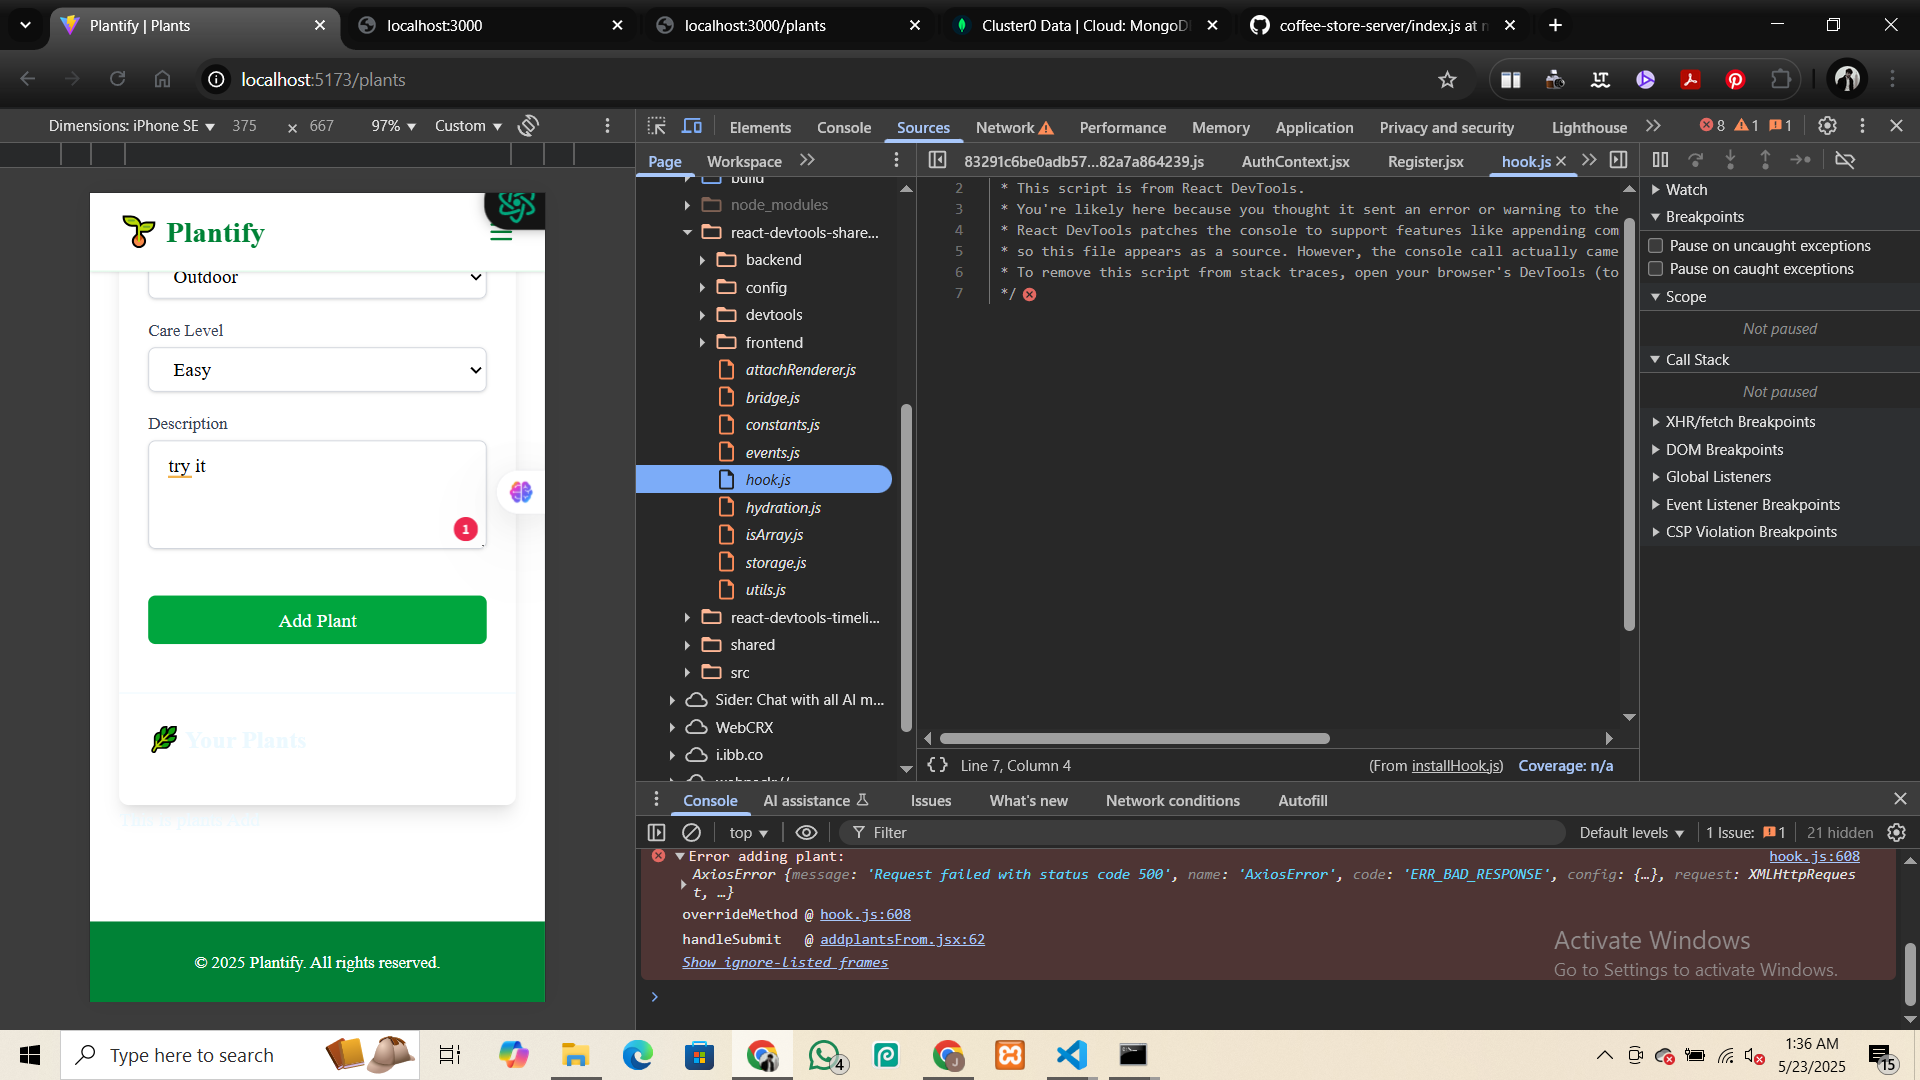 Plantify | Plants
localhost:3000
localhost:3000/plants
Cluster0 Data | Cloud: MongoD
coffee-store-server/index.js at
localhost:5173/plants
Dimensions: iPhone SE 375 × 667 97% Custom
Elements Console Sources Network Performance Memory Application Privacy and security Lighthouse 8 1 1
Page Workspace
83291c6be0adb57...82a7a864239.js AuthContext.jsx Register.jsx hook.js
build
node_modules
react-devtools-share...
backend
config
devtools
frontend
attachRenderer.js
bridge.js
constants.js
events.js
hook.js
hydration.js
isArray.js
storage.js
utils.js
react-devtools-timeli...
shared
src
Sider: Chat with all AI m...
WebCRX
i.ibb.co
2 * This script is from React DevTools.
3 * You're likely here because you thought it sent an error or warning to the
4 * React DevTools patches the console to support features like appending com
5 * so this file appears as a source. However, the console call actually came
6 * To remove this script from stack traces, open your browser's DevTools (to
7 */
{ } Line 7, Column 4 (From installHook.js) Coverage: n/a
Watch
Breakpoints
Pause on uncaught exceptions
Pause on caught exceptions
Scope
Not paused
Call Stack
Not paused
XHR/fetch Breakpoints
DOM Breakpoints
Global Listeners
Event Listener Breakpoints
CSP Violation Breakpoints
Plantify
Outdoor
Care Level
Easy
Description
try it
1
Add Plant
Your Plants
© 2025 Plantify. All rights reserved.
Console AI assistance Issues What's new Network conditions Autofill
top Filter Default levels 1 Issue: 1 21 hidden
Error adding plant: hook.js:608
AxiosError {message: 'Request failed with status code 500', name: 'AxiosError', code: 'ERR_BAD_RESPONSE', config: {…}, request: XMLHttpReques
t, …}
overrideMethod @ hook.js:608
handleSubmit @ addplantsFrom.jsx:62
Show ignore-listed frames
Activate Windows
Go to Settings to activate Windows.
Type here to search
4
1:36 AM
5/23/2025
15